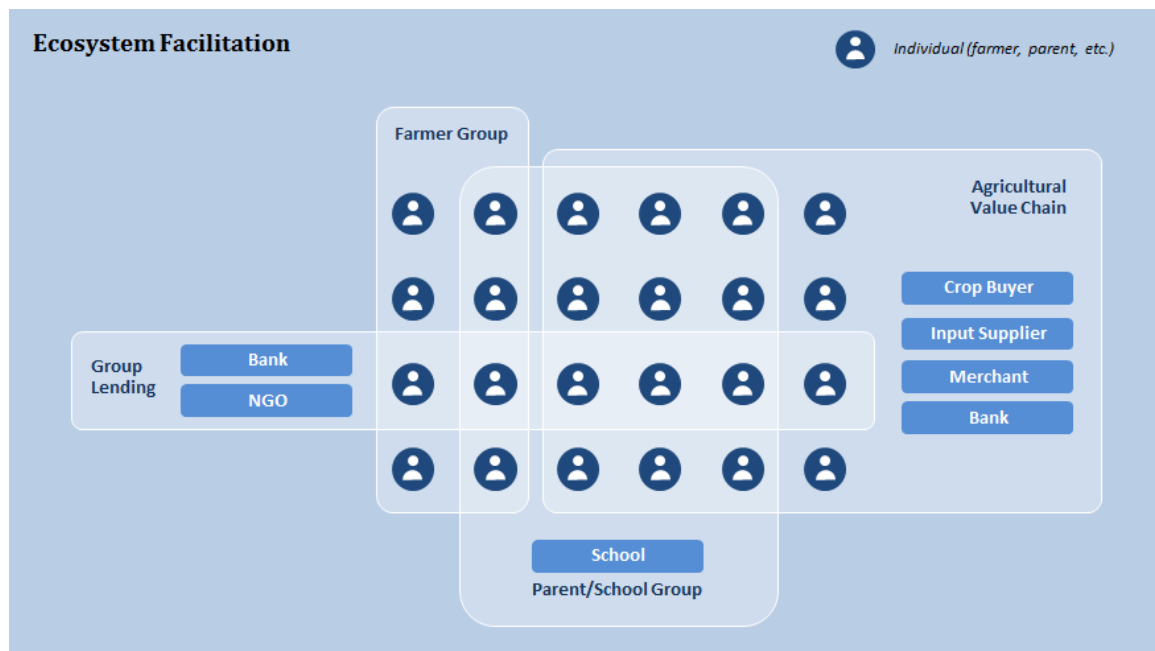 Ecosystem Facilitation
Individual (farmer, parent, etc.)
Farmer Group
Agricultural
Value Chain
Crop Buyer
Input Supplier
Merchant
Bank
Group
Lending
Bank
NGO
School
Parent/School Group